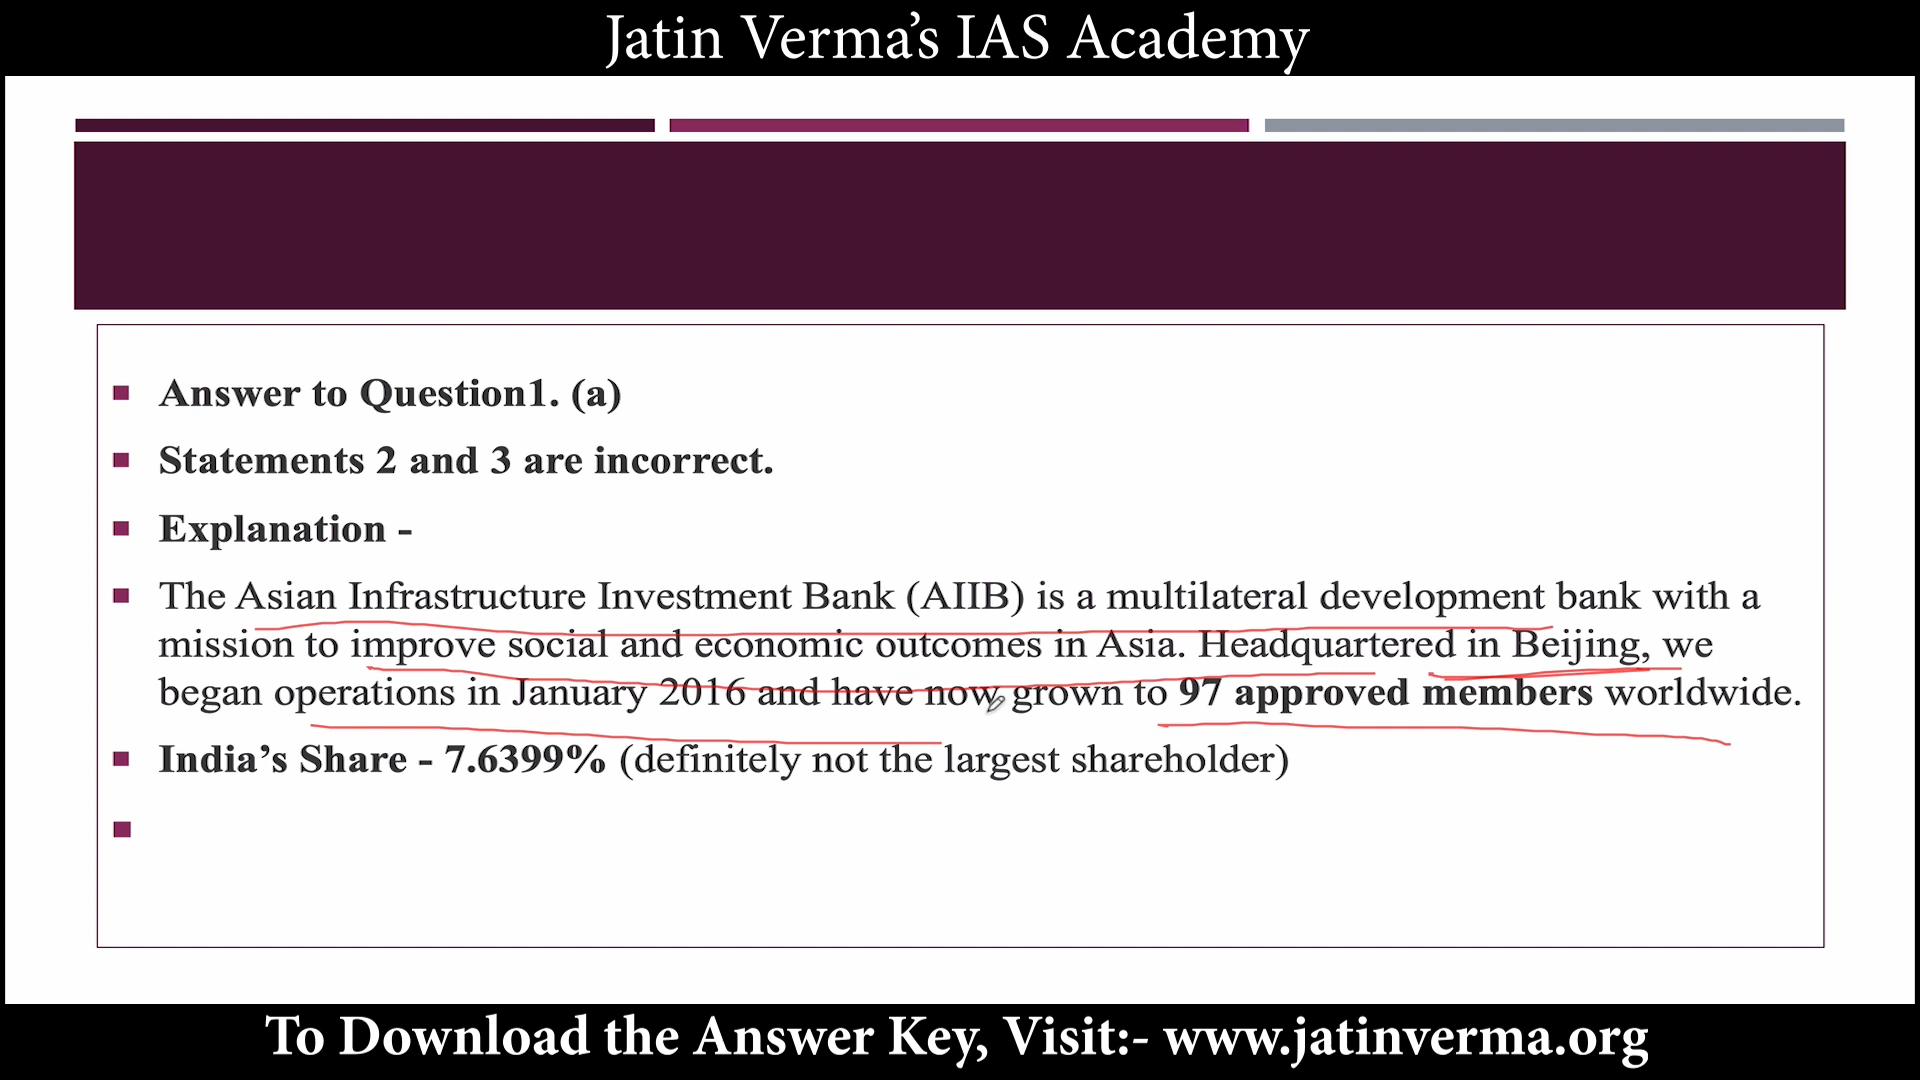 Jatin Verma's IAS Academy
Answer to Question1. (a)
Statements 2 and 3 are incorrect.
Explanation -
The Asian Infrastructure Investment Bank (AIIB) is a multilateral development bank with a
mission to improve social and economic outcomes in Asia. Headquartered in Beijing, we
began operations in January 2016 and have now grown to 97 approved members worldwide.
India’s Share - 7.6399% (definitely not the largest shareholder)
To Download the Answer Key, Visit:- www.jatinverma.org